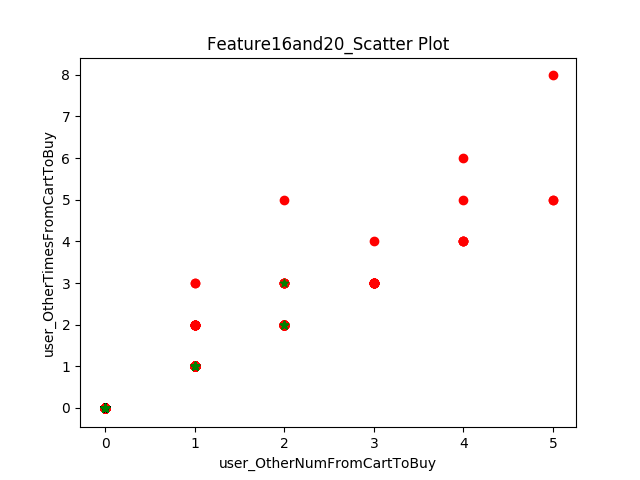 Feature16and20_Scatter Plot
8
7
6
5
4
3
2
1
0
user_OtherTimesFromCartToBuy
0 1 2 3 4 5
user_OtherNumFromCartToBuy